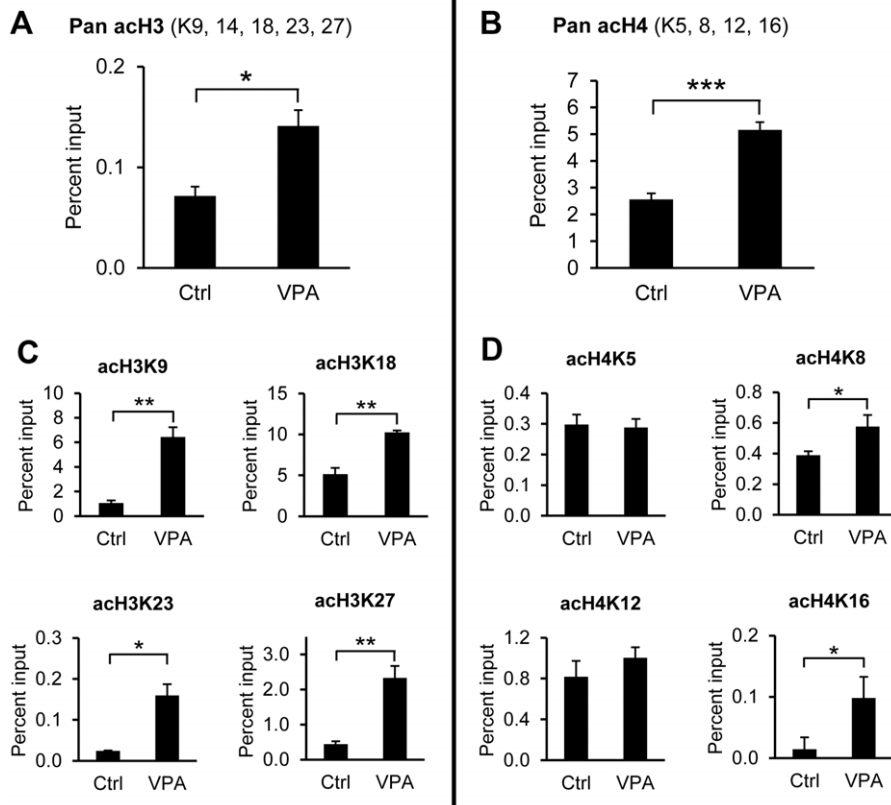 A
Pan acH3 (K9, 14, 18, 23, 27)
Percent input
0.2
0.1
0.0
*
Ctrl VPA
B
Pan acH4 (K5, 8, 12, 16)
Percent input
7
6
5
4
3
2
1
0
***
Ctrl VPA
C
acH3K9
Percent input
10
8
6
4
2
0
**
Ctrl VPA
acH3K18
Percent input
15
10
5
0
**
Ctrl VPA
acH3K23
Percent input
0.3
0.2
0.1
0.0
*
Ctrl VPA
acH3K27
Percent input
3.0
2.0
1.0
0.0
**
Ctrl VPA
D
acH4K5
Percent input
0.4
0.3
0.2
0.1
0.0
Ctrl VPA
acH4K8
Percent input
0.8
0.6
0.4
0.2
0.0
*
Ctrl VPA
acH4K12
Percent input
1.2
0.8
0.4
0.0
Ctrl VPA
acH4K16
Percent input
0.2
0.1
0.0
*
Ctrl VPA